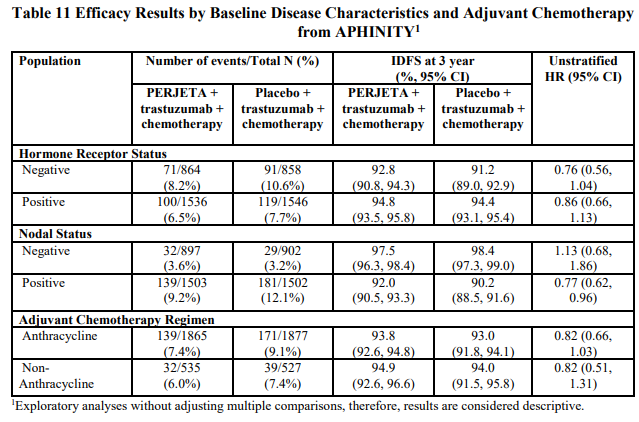 Table 11 Efficacy Results by Baseline Disease Characteristics and Adjuvant Chemotherapy
from APHINITY¹
Population Number of events/Total N (%) IDFS at 3 year Unstratified
(%, 95% CI) HR (95% CI)
PERJETA + Placebo + PERJETA + Placebo +
trastuzumab + trastuzumab + trastuzumab + trastuzumab +
chemotherapy chemotherapy chemotherapy chemotherapy
Hormone Receptor Status
Negative 71/864 91/858 92.8 91.2 0.76 (0.56,
(8.2%) (10.6%) (90.8, 94.3) (89.0, 92.9) 1.04)
Positive 100/1536 119/1546 94.8 94.4 0.86 (0.66,
(6.5%) (7.7%) (93.5, 95.8) (93.1, 95.4) 1.13)
Nodal Status
Negative 32/897 29/902 97.5 98.4 1.13 (0.68,
(3.6%) (3.2%) (96.3, 98.4) (97.3, 99.0) 1.86)
Positive 139/1503 181/1502 92.0 90.2 0.77 (0.62,
(9.2%) (12.1%) (90.5, 93.3) (88.5, 91.6) 0.96)
Adjuvant Chemotherapy Regimen
Anthracycline 139/1865 171/1877 93.8 93.0 0.82 (0.66,
(7.4%) (9.1%) (92.6, 94.8) (91.8, 94.1) 1.03)
Non- 32/535 39/527 94.9 94.0 0.82 (0.51,
Anthracycline (6.0%) (7.4%) (92.6, 96.6) (91.5, 95.8) 1.31)
¹Exploratory analyses without adjusting multiple comparisons, therefore, results are considered descriptive.